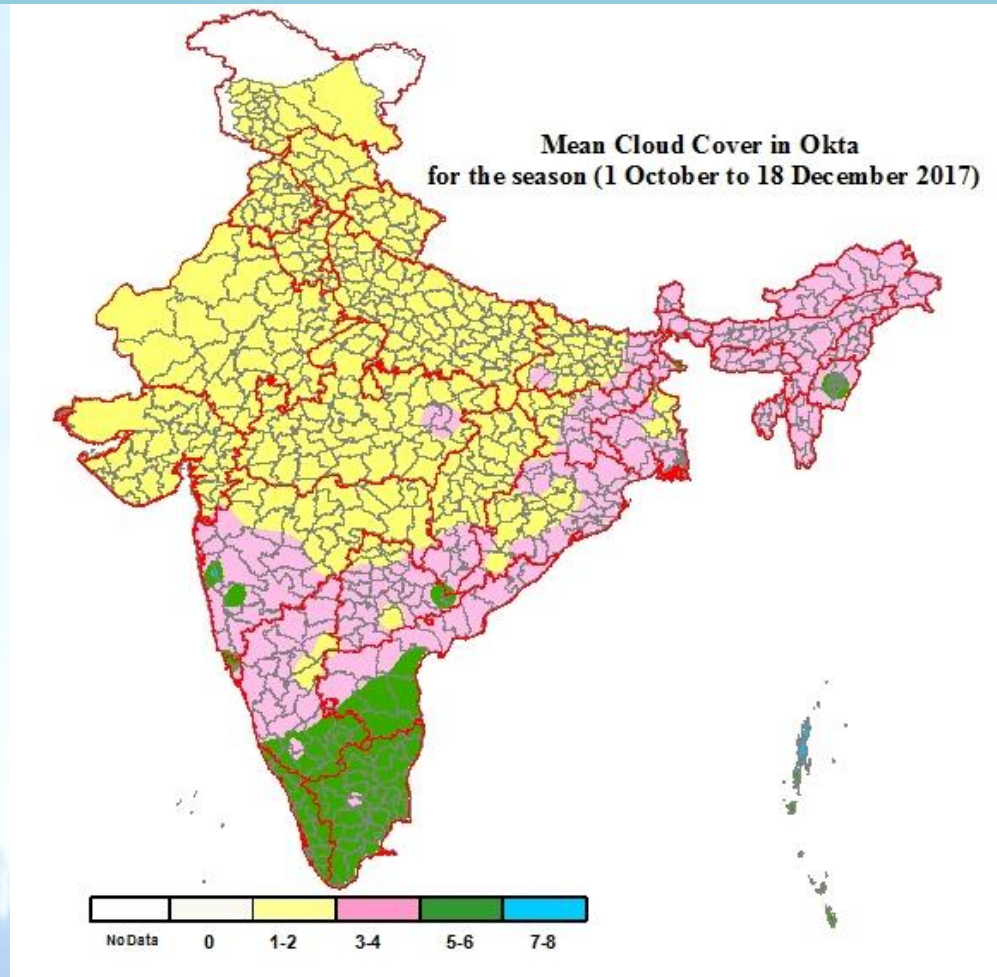 Mean Cloud Cover in Okta
for the season (1 October to 18 December 2017)
NoData 0 1-2 3-4 5-6 7-8